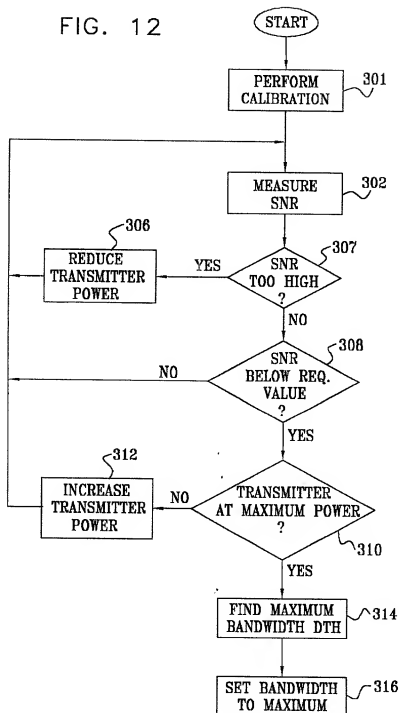 FIG. 12
START
PERFORM
CALIBRATION
301
MEASURE
SNR
302
306
REDUCE
TRANSMITTER
POWER
YES
307
SNR
TOO HIGH
?
NO
308
SNR
BELOW REQ.
VALUE
?
NO
YES
312
INCREASE
TRANSMITTER
POWER
NO
TRANSMITTER
AT MAXIMUM POWER
?
310
YES
FIND MAXIMUM
BANDWIDTH DTH
314
SET BANDWIDTH
TO MAXIMUM
316